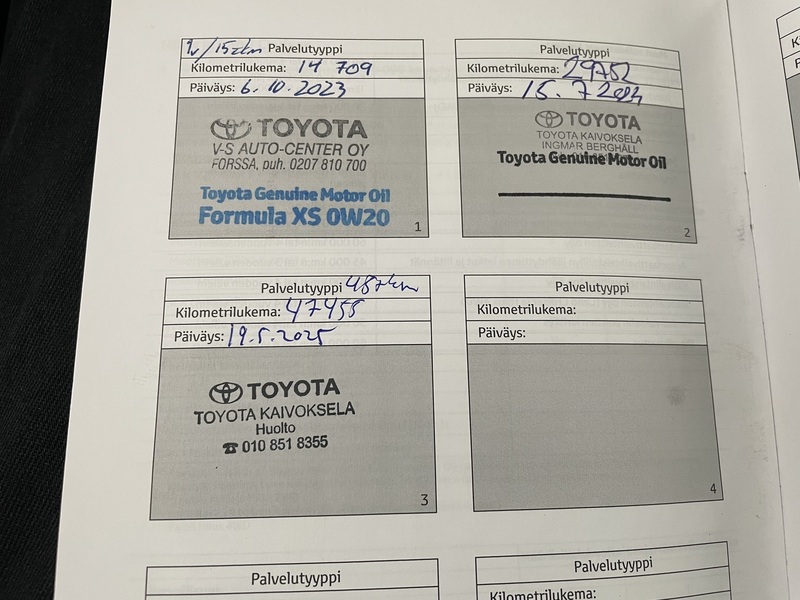 1v/15tkm Palvelutyyppi
Kilometrilukema: 14 709
Päiväys: 6.10.2023
TOYOTA
V-S AUTO-CENTER OY
FORSSA, puh. 0207 810 700
Toyota Genuine Motor Oil
Formula XS 0W20
1
Palvelutyyppi
Kilometrilukema: 29752
Päiväys: 15.7.2024
TOYOTA
TOYOTA KAIVOKSELA
INGMAR BERGHÄLL
Toyota Genuine Motor Oil
2
Palvelutyyppi
Kilometrilukema: 47455
Päiväys: 19.5.2025
TOYOTA
TOYOTA KAIVOKSELA
Huolto
☎ 010 851 8355
3
Palvelutyyppi
Kilometrilukema:
Päiväys:
4
Palvelutyyppi
Palvelutyyppi
Kilometrilukema: